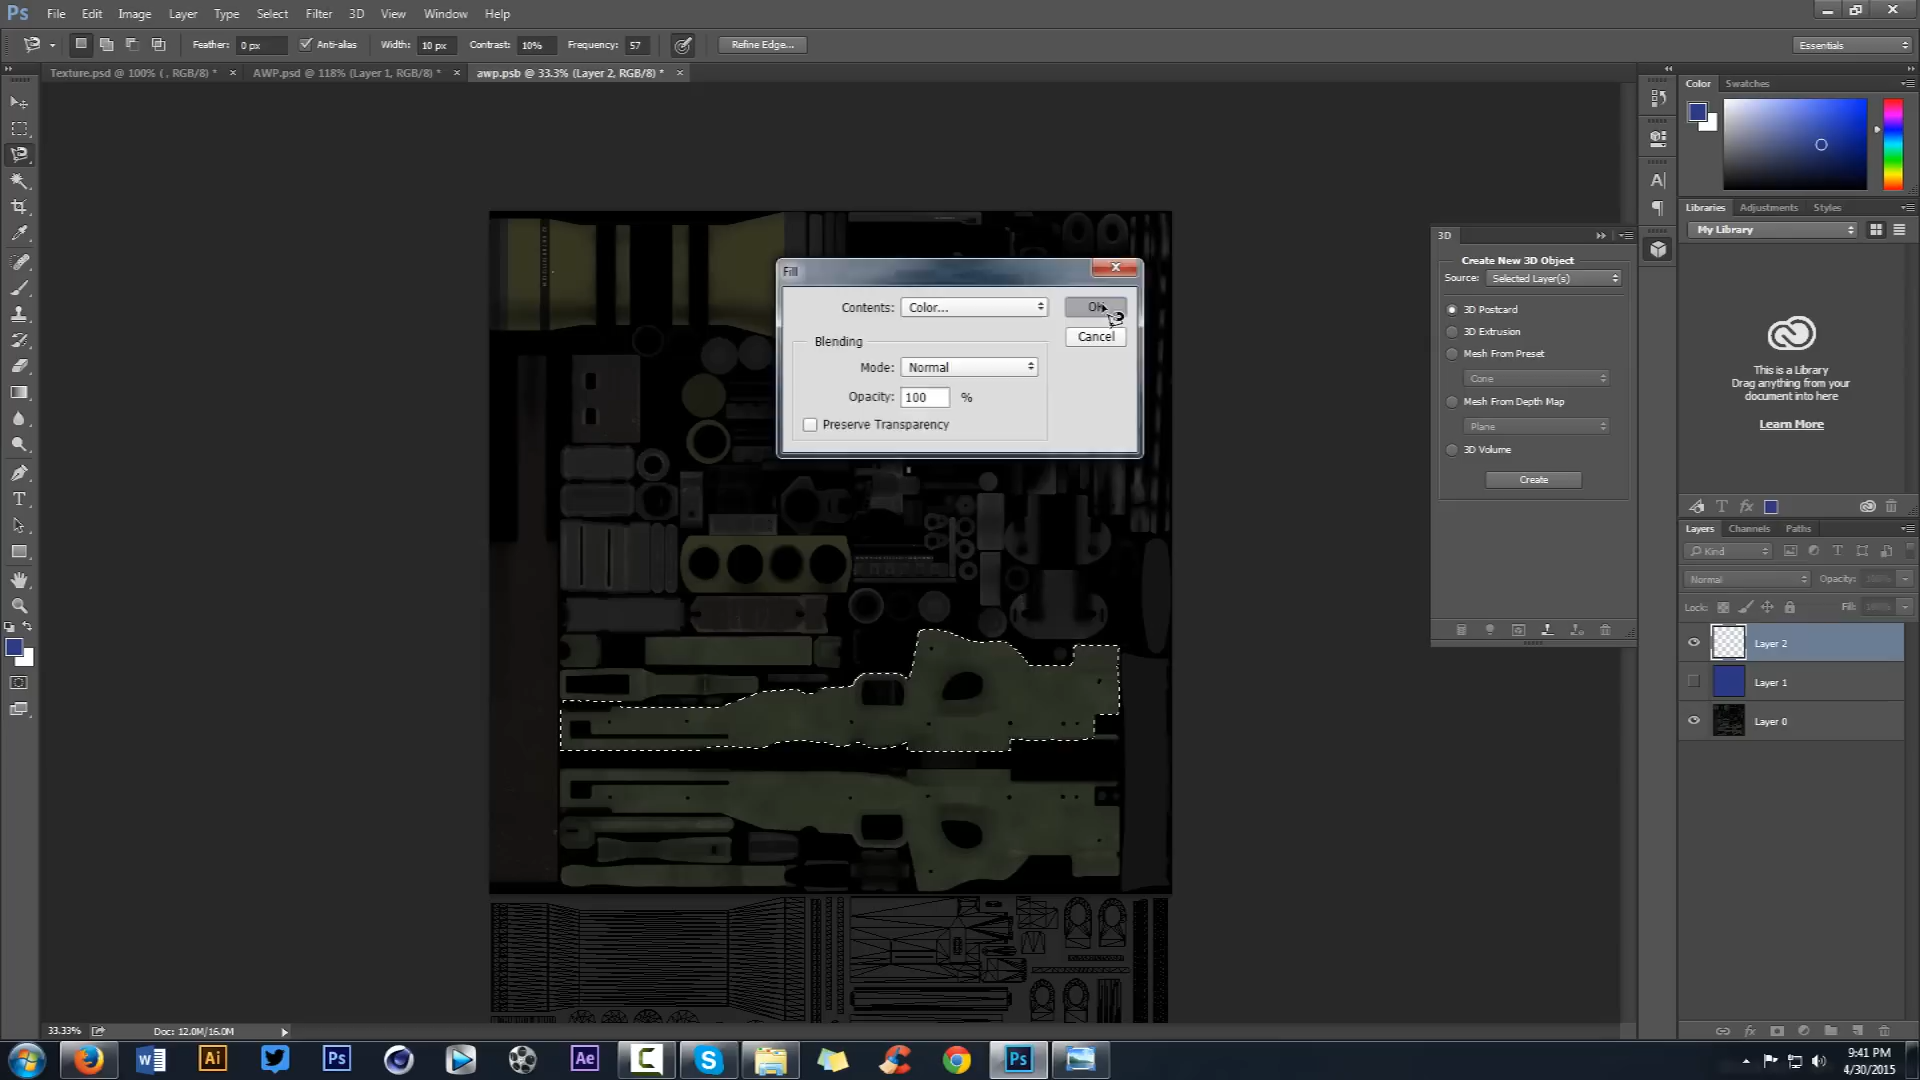 Ps File Edit Image Layer Type Select Filter 3D View Window Help
Feather: 0 px Anti-alias Width: 10 px Contrast: 10% Frequency: 57 Refine Edge... Essentials
Texture.psd @ 100% ( , RGB/8) * × AWP.psd @ 118% (Layer 1, RGB/8) * × awp.psb @ 33.3% (Layer 2, RGB/8) * ×
Color Swatches
Libraries Adjustments Styles
My Library
This is a Library
Drag anything from your
document into here
Learn More
3D
Create New 3D Object
Source: Selected Layer(s)
3D Postcard
3D Extrusion
Mesh From Preset
Cone
Mesh From Depth Map
Plane
3D Volume
Create
Fill
Contents: Color...
OK
Cancel
Blending
Mode: Normal
Opacity: 100 %
Preserve Transparency
Layers Channels Paths
Kind
Normal Opacity: 100%
Lock: Fill: 100%
Layer 2
Layer 1
Layer 0
33.33% Doc: 12.0M/16.0M
Ai Ps Ae Ps
9:41 PM
4/30/2015